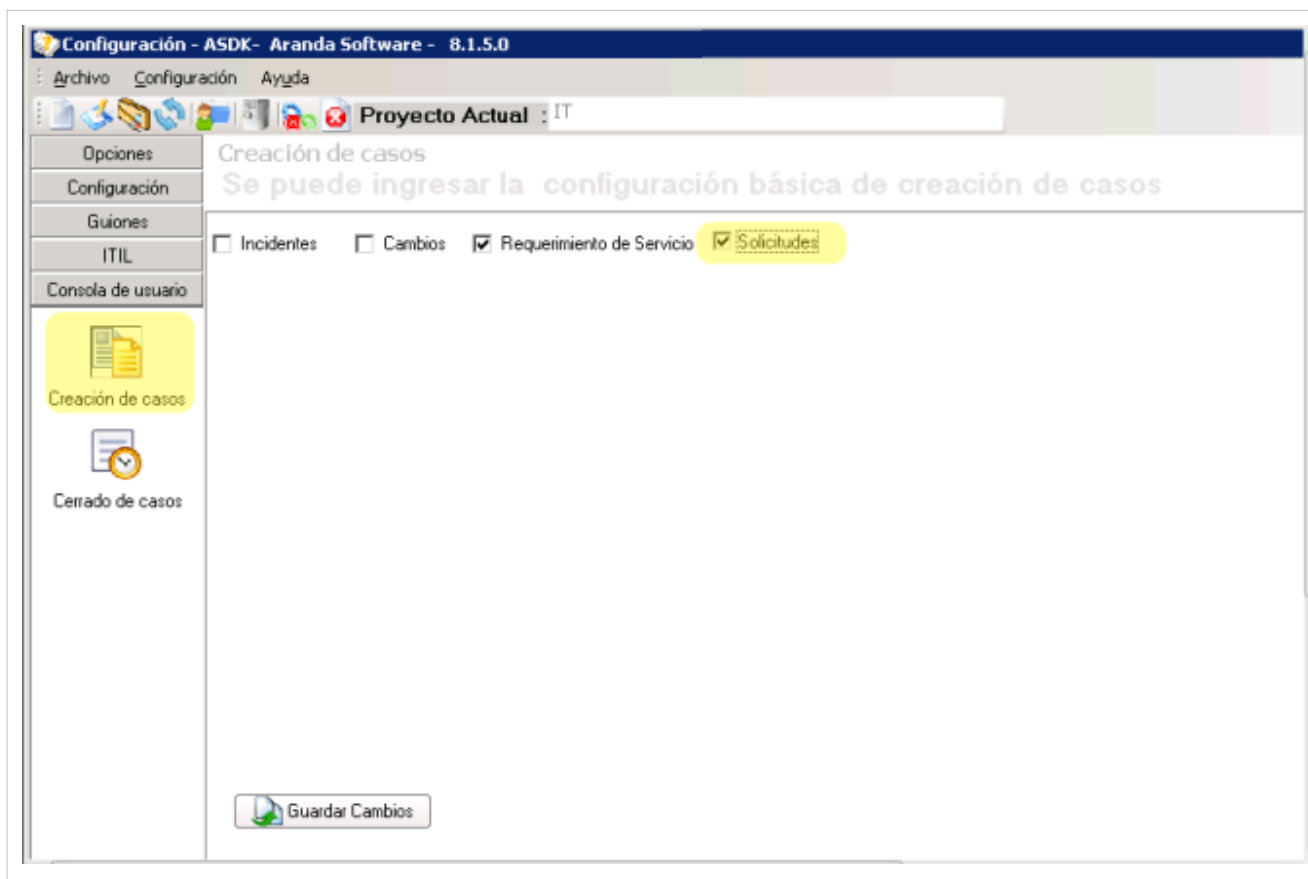 Configuración - ASDK- Aranda Software - 8.1.5.0
Archivo Configuración Ayuda
Proyecto Actual : IT
Opciones
Configuración
Guiones
ITIL
Consola de usuario
Creación de casos
Cerrado de casos
Creación de casos
Se puede ingresar la configuración básica de creación de casos
Incidentes Cambios Requerimiento de Servicio Solicitudes
Guardar Cambios